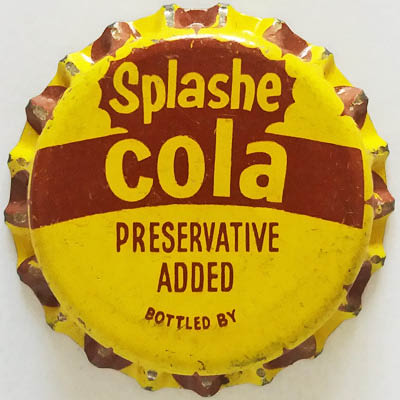 Splashe
cola
PRESERVATIVE
ADDED
BOTTLED BY